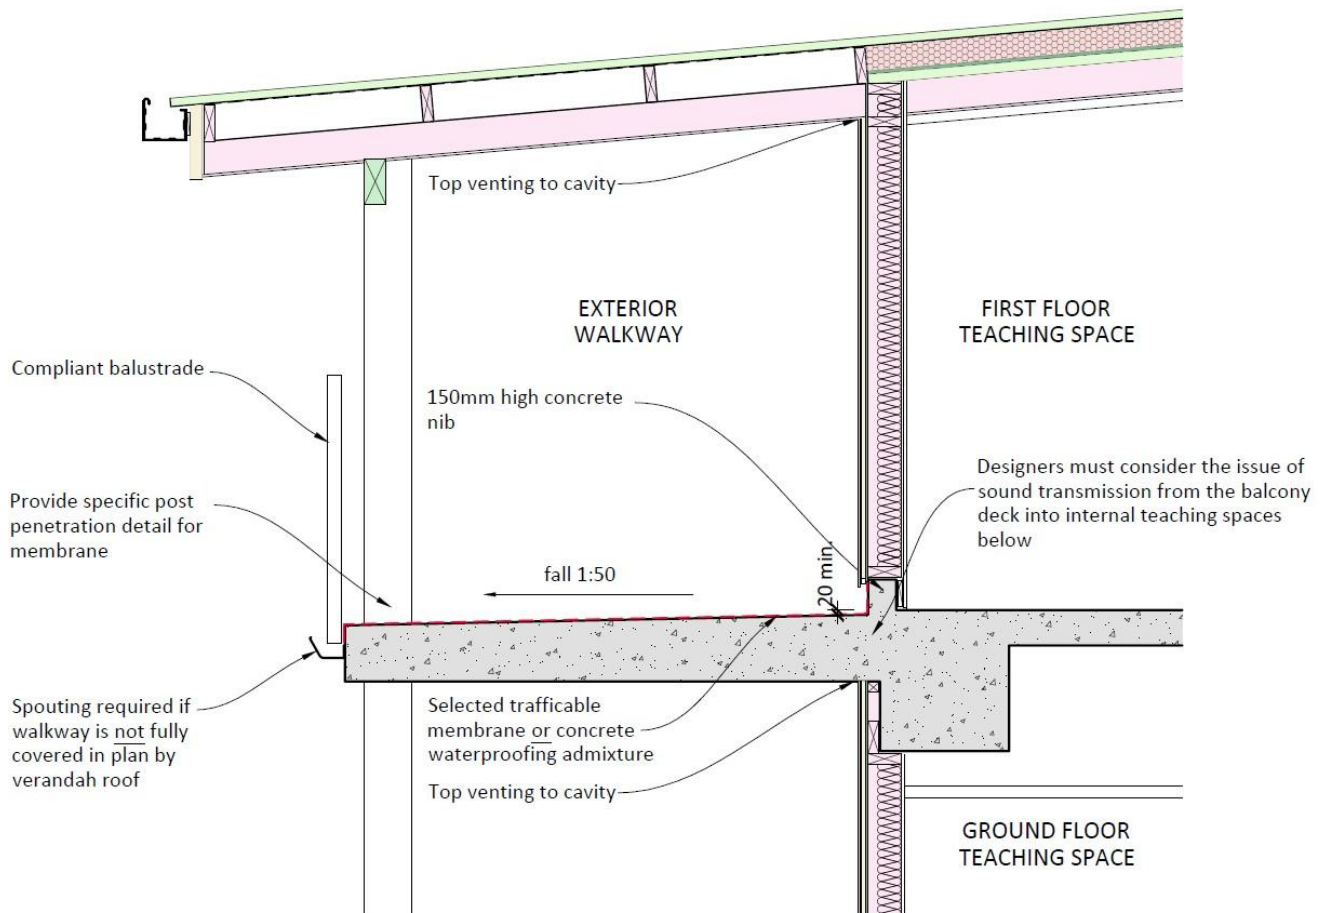 Top venting to cavity
EXTERIOR
WALKWAY
FIRST FLOOR
TEACHING SPACE
Compliant balustrade
150mm high concrete
nib
Designers must consider the issue of
sound transmission from the balcony
deck into internal teaching spaces
below
Provide specific post
penetration detail for
membrane
fall 1:50
20 min.
Spouting required if
walkway is not fully
covered in plan by
verandah roof
Selected trafficable
membrane or concrete
waterproofing admixture
Top venting to cavity
GROUND FLOOR
TEACHING SPACE